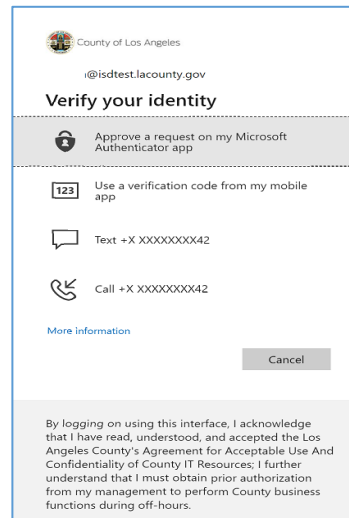 County of Los Angeles
@isdtest.lacounty.gov
Verify your identity
Approve a request on my Microsoft
Authenticator app
123
Use a verification code from my mobile
app
Text +X XXXXXXXX42
Call +X XXXXXXXX42
More information
Cancel
By logging on using this interface, I acknowledge
that I have read, understood, and accepted the Los
Angeles County's Agreement for Acceptable Use And
Confidentiality of County IT Resources; I further
understand that I must obtain prior authorization
from my management to perform County business
functions during off-hours.